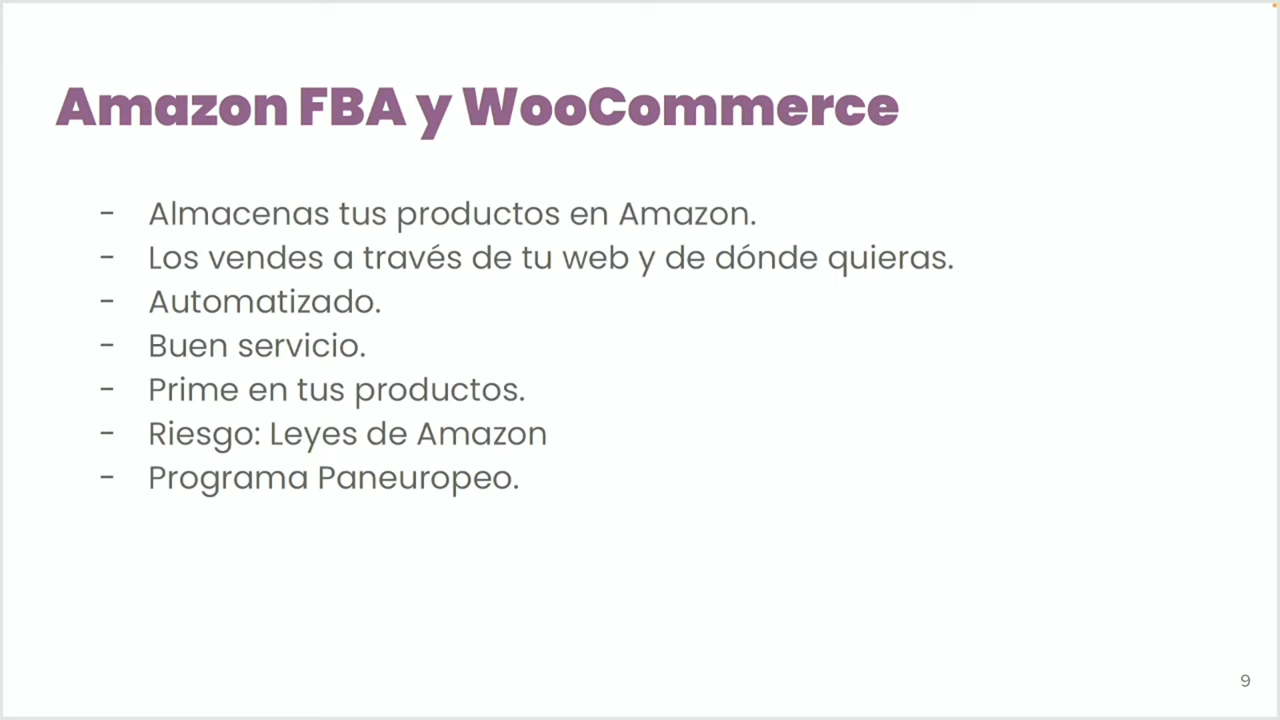 Amazon FBA y WooCommerce
- Almacenas tus productos en Amazon.
- Los vendes a través de tu web y de dónde quieras.
- Automatizado.
- Buen servicio.
- Prime en tus productos.
- Riesgo: Leyes de Amazon
- Programa Paneuropeo.
9